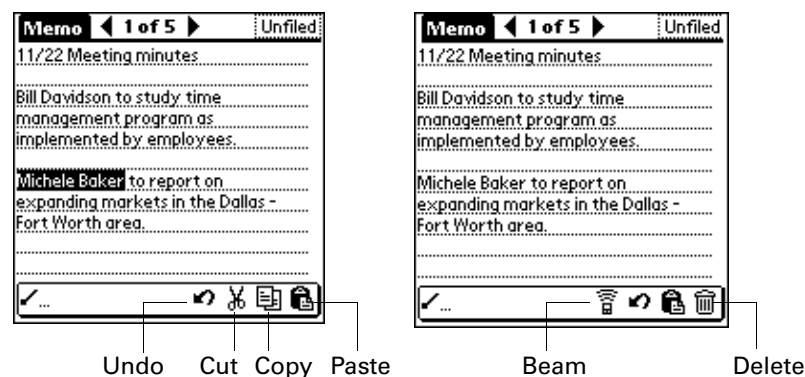 Memo 1 of 5 Unfiled
11/22 Meeting minutes
Bill Davidson to study time
management program as
implemented by employees.
Michele Baker to report on
expanding markets in the Dallas -
Fort Worth area.
...
Undo Cut Copy Paste
Memo 1 of 5 Unfiled
11/22 Meeting minutes
Bill Davidson to study time
management program as
implemented by employees.
Michele Baker to report on
expanding markets in the Dallas -
Fort Worth area.
...
Beam Delete